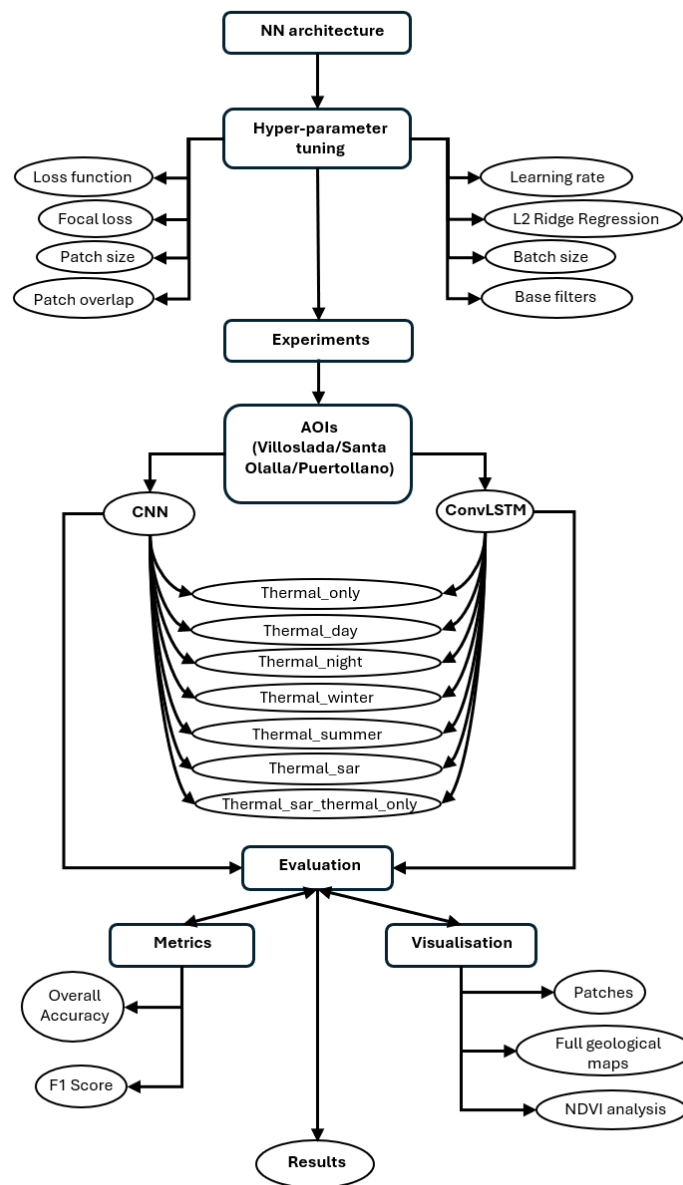 NN architecture
Hyper-parameter
tuning
Loss function
Focal loss
Patch size
Patch overlap
Learning rate
L2 Ridge Regression
Batch size
Base filters
Experiments
AOIs
(Villoslada/Santa
Olalla/Puertollano)
CNN
ConvLSTM
Thermal_only
Thermal_day
Thermal_night
Thermal_winter
Thermal_summer
Thermal_sar
Thermal_sar_thermal_only
Evaluation
Metrics
Visualisation
Overall
Accuracy
F1 Score
Patches
Full geological
maps
NDVI analysis
Results